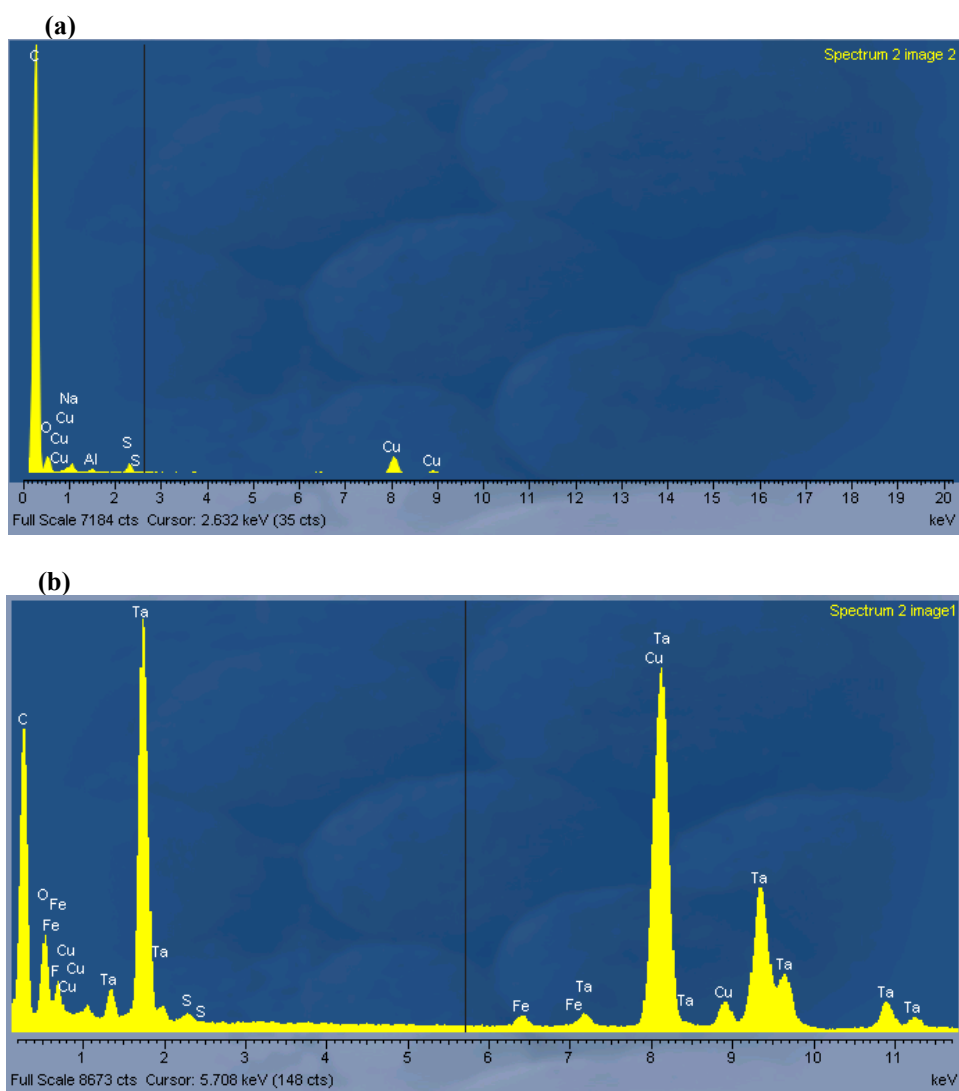 (a)
Spectrum 2 image 2
C
Na
Cu
O
Cu
Cu
Al
S
S
Cu
Cu
0 1 2 3 4 5 6 7 8 9 10 11 12 13 14 15 16 17 18 19 20
Full Scale 7184 cts Cursor: 2.632 keV (35 cts) keV
(b)
Spectrum 2 image1
Ta
Ta
Cu
C
Ta
O Fe
Fe
Cu
Ta
F Cu
Cu
Ta
Ta
S
S
Fe
Ta
Fe
Ta
Cu
Ta
Ta
1 2 3 4 5 6 7 8 9 10 11
Full Scale 8673 cts Cursor: 5.708 keV (148 cts) keV